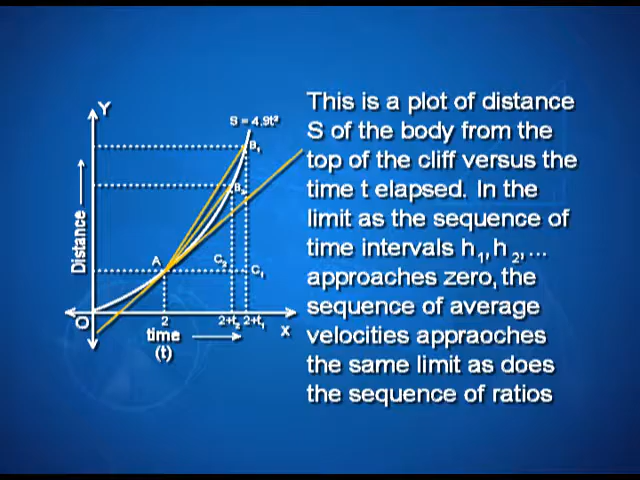 Y
S = 4.9t²
B₁
B₂
Distance
A
C₂
C₁
O
2
2+t₂
2+t₁
X
time
(t)
This is a plot of distance
S of the body from the
top of the cliff versus the
time t elapsed. In the
limit as the sequence of
time intervals h₁,h₂,...
approaches zero, the
sequence of average
velocities appraoches
the same limit as does
the sequence of ratios